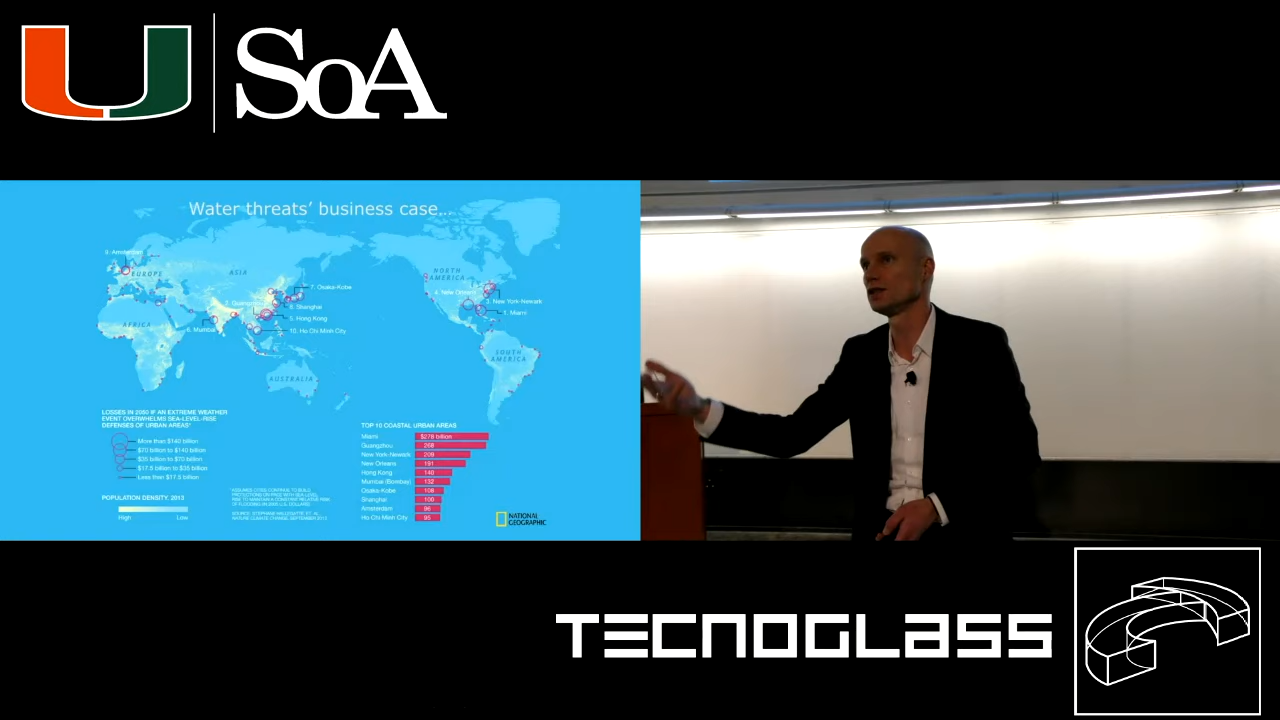 U
SoA
Water threats' business case...
9. Amsterdam
EUROPE
ASIA
NORTH
AMERICA
7. Osaka-Kobe
2. Guangzhou
4. New Orleans
3. New York-Newark
8. Shanghai
1. Miami
5. Hong Kong
AFRICA
6. Mumbai
10. Ho Chi Minh City
SOUTH
AMERICA
AUSTRALIA
LOSSES IN 2050 IF AN EXTREME WEATHER
EVENT OVERWHELMS SEA-LEVEL-RISE
DEFENSES OF URBAN AREAS*
More than $140 billion
$70 billion to $140 billion
$35 billion to $70 billion
$17.5 billion to $35 billion
Less than $17.5 billion
POPULATION DENSITY, 2013
High Low
TOP 10 COASTAL URBAN AREAS
Miami $278 billion
Guangzhou 268
New York-Newark 209
New Orleans 191
Hong Kong 140
Mumbai (Bombay) 132
Osaka-Kobe 108
Shanghai 100
Amsterdam 96
Ho Chi Minh City 95
NATIONAL
GEOGRAPHIC
TECNOGLASS